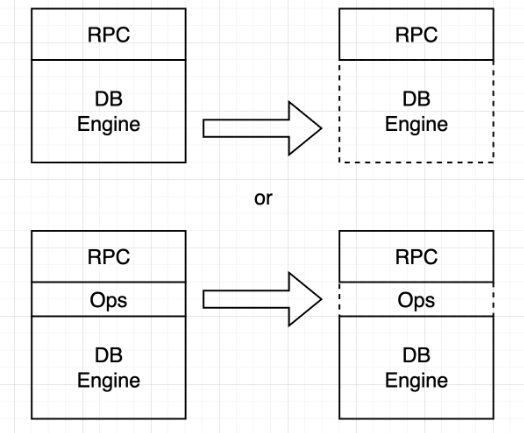 RPC
DB
Engine
RPC
DB
Engine
or
RPC
Ops
DB
Engine
RPC
Ops
DB
Engine